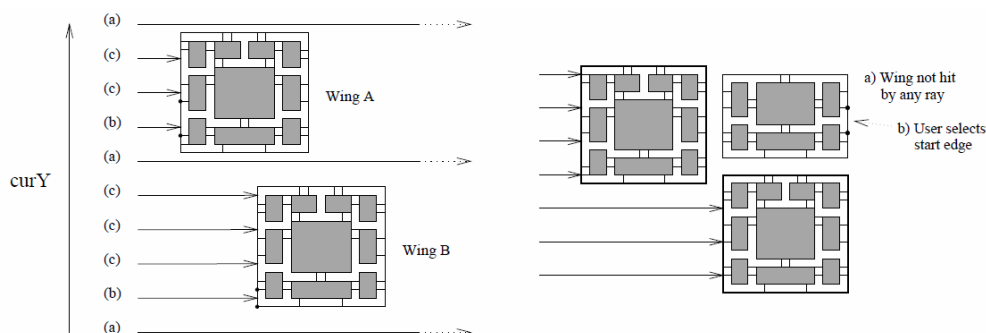 (a)
(c)
(c)
Wing A
(b)
(a)
curY
(c)
(c)
Wing B
(c)
(b)
(a)
a) Wing not hit
by any ray
b) User selects
start edge